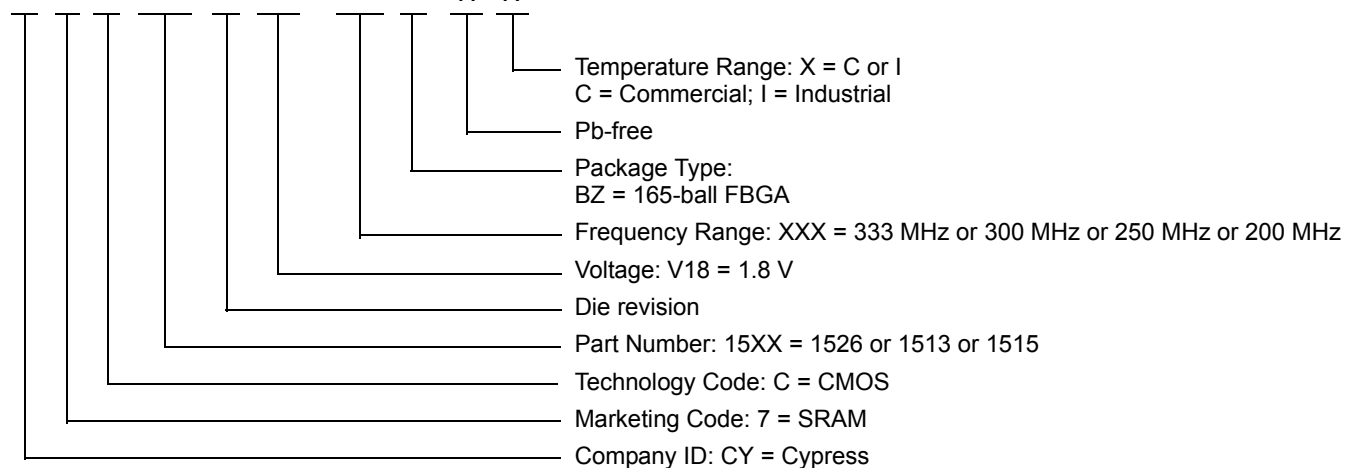 Temperature Range: X = C or I
C = Commercial; I = Industrial
Pb-free
Package Type:
BZ = 165-ball FBGA
Frequency Range: XXX = 333 MHz or 300 MHz or 250 MHz or 200 MHz
Voltage: V18 = 1.8 V
Die revision
Part Number: 15XX = 1526 or 1513 or 1515
Technology Code: C = CMOS
Marketing Code: 7 = SRAM
Company ID: CY = Cypress